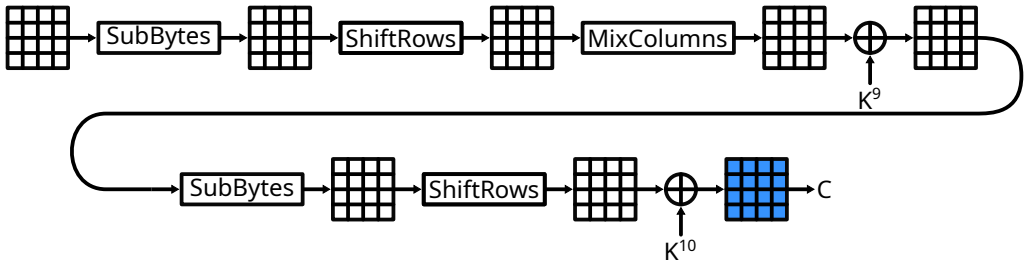 SubBytes ShiftRows MixColumns
K⁹
SubBytes ShiftRows C
K¹⁰